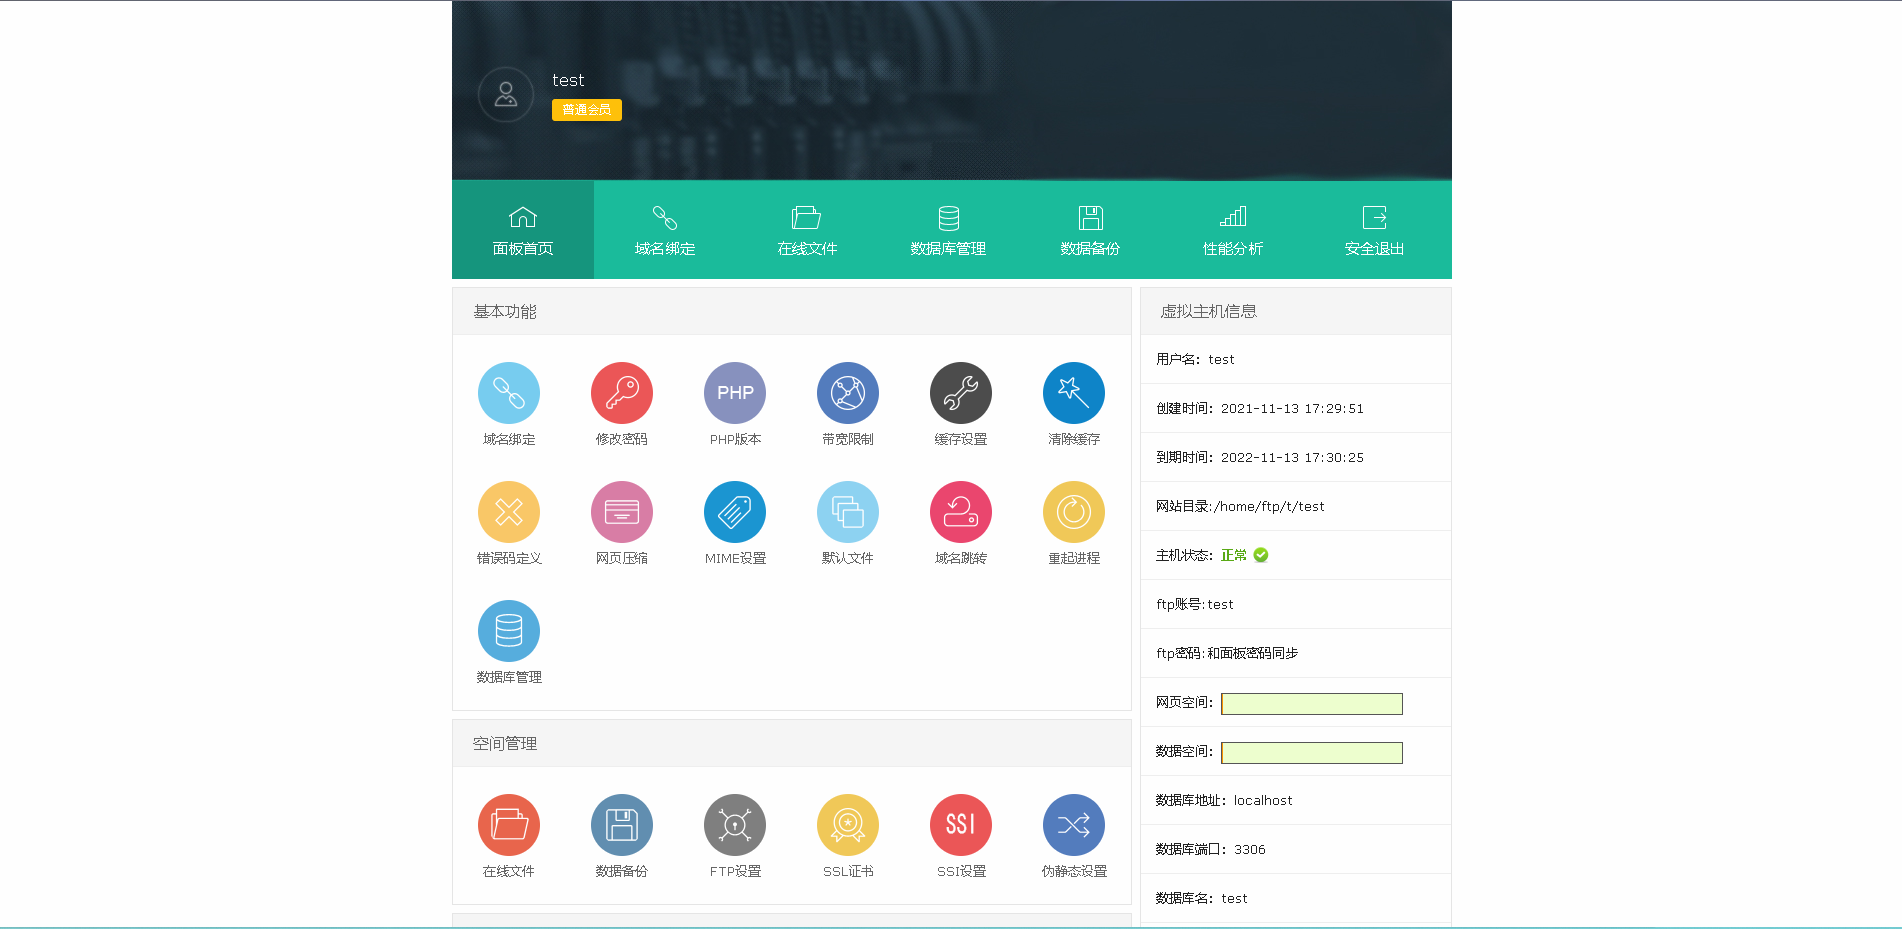 test
普通会员
面板首页
域名绑定
在线文件
数据库管理
数据备份
性能分析
安全退出
基本功能
域名绑定
修改密码
PHP
PHP版本
带宽限制
缓存设置
清除缓存
错误码定义
网页压缩
MIME设置
默认文件
域名跳转
重起进程
数据库管理
空间管理
在线文件
数据备份
FTP设置
SSL证书
SSI
SSI设置
伪静态设置
虚拟主机信息
用户名: test
创建时间: 2021-11-13 17:29:51
到期时间: 2022-11-13 17:30:25
网站目录:/home/ftp/t/test
主机状态: 正常
ftp账号:test
ftp密码:和面板密码同步
网页空间:
数据空间:
数据库地址: localhost
数据库端口: 3306
数据库名: test